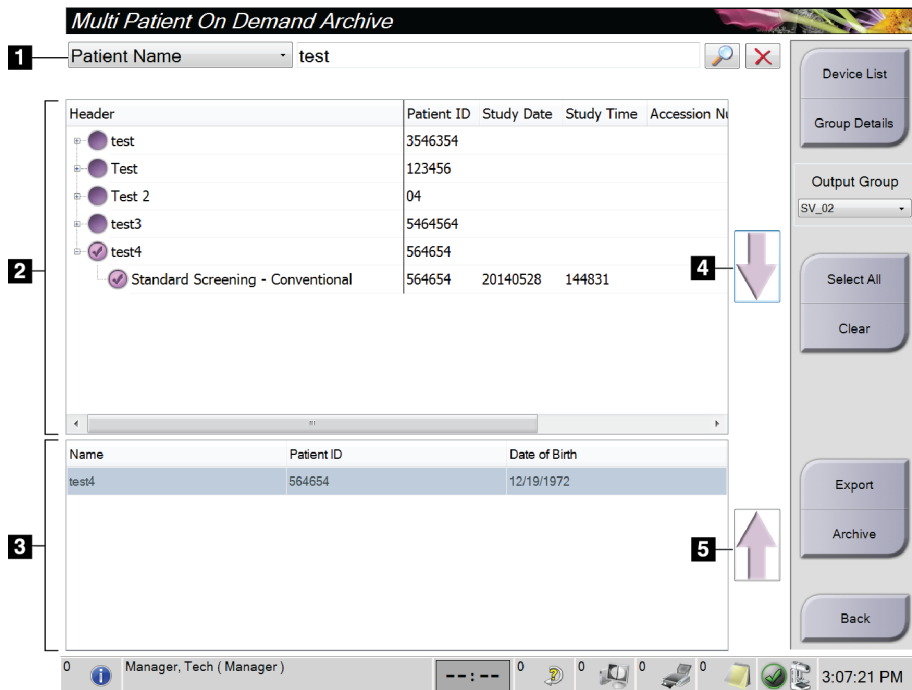 Multi Patient On Demand Archive
1
Patient Name
test
Device List
Group Details
Output Group
SV_02
Select All
Clear
Export
Archive
Back
2
Header Patient ID Study Date Study Time Accession Nu
test 3546354
Test 123456
Test 2 04
test3 5464564
test4 564654
Standard Screening - Conventional 564654 20140528 144831
4
3
Name Patient ID Date of Birth
test4 564654 12/19/1972
5
0
Manager, Tech ( Manager )
--:--
0
0
0
0
3:07:21 PM